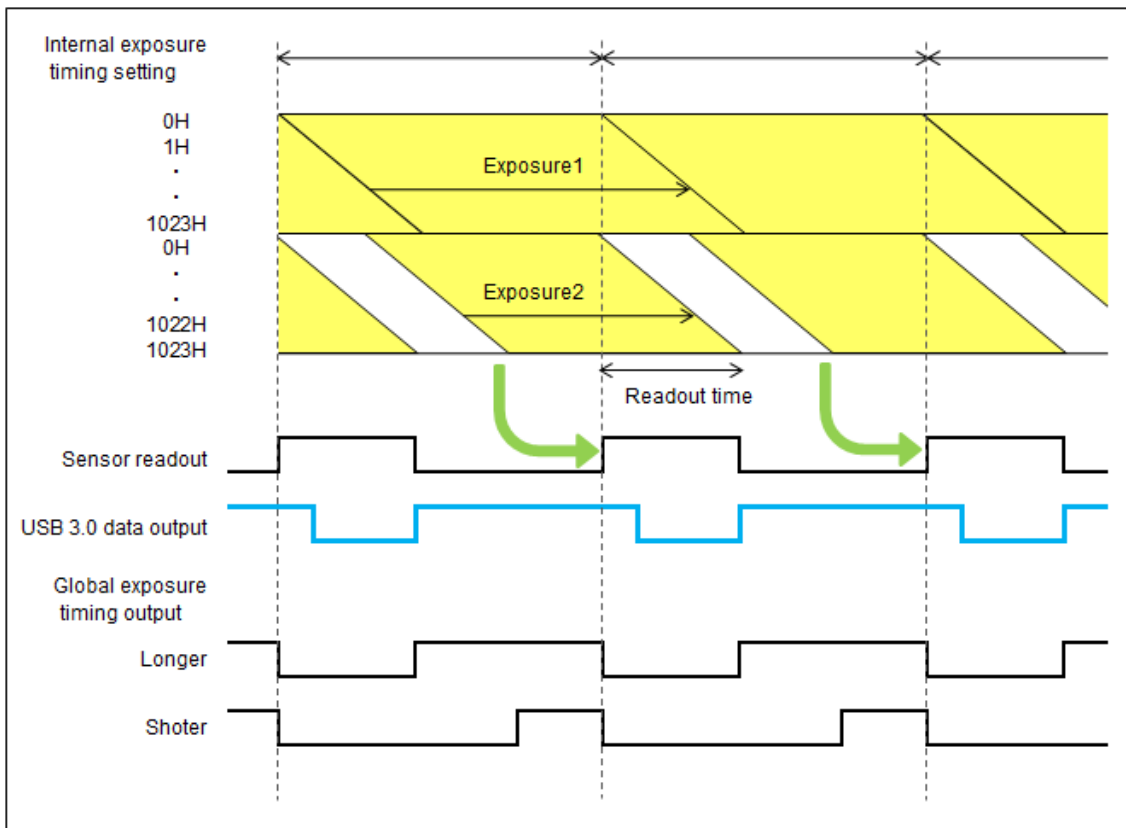 Internal exposure
timing setting
0H
1H
.
.
1023H
0H
.
.
1022H
1023H
Exposure1
Exposure2
Readout time
Sensor readout
USB 3.0 data output
Global exposure
timing output
Longer
Shoter